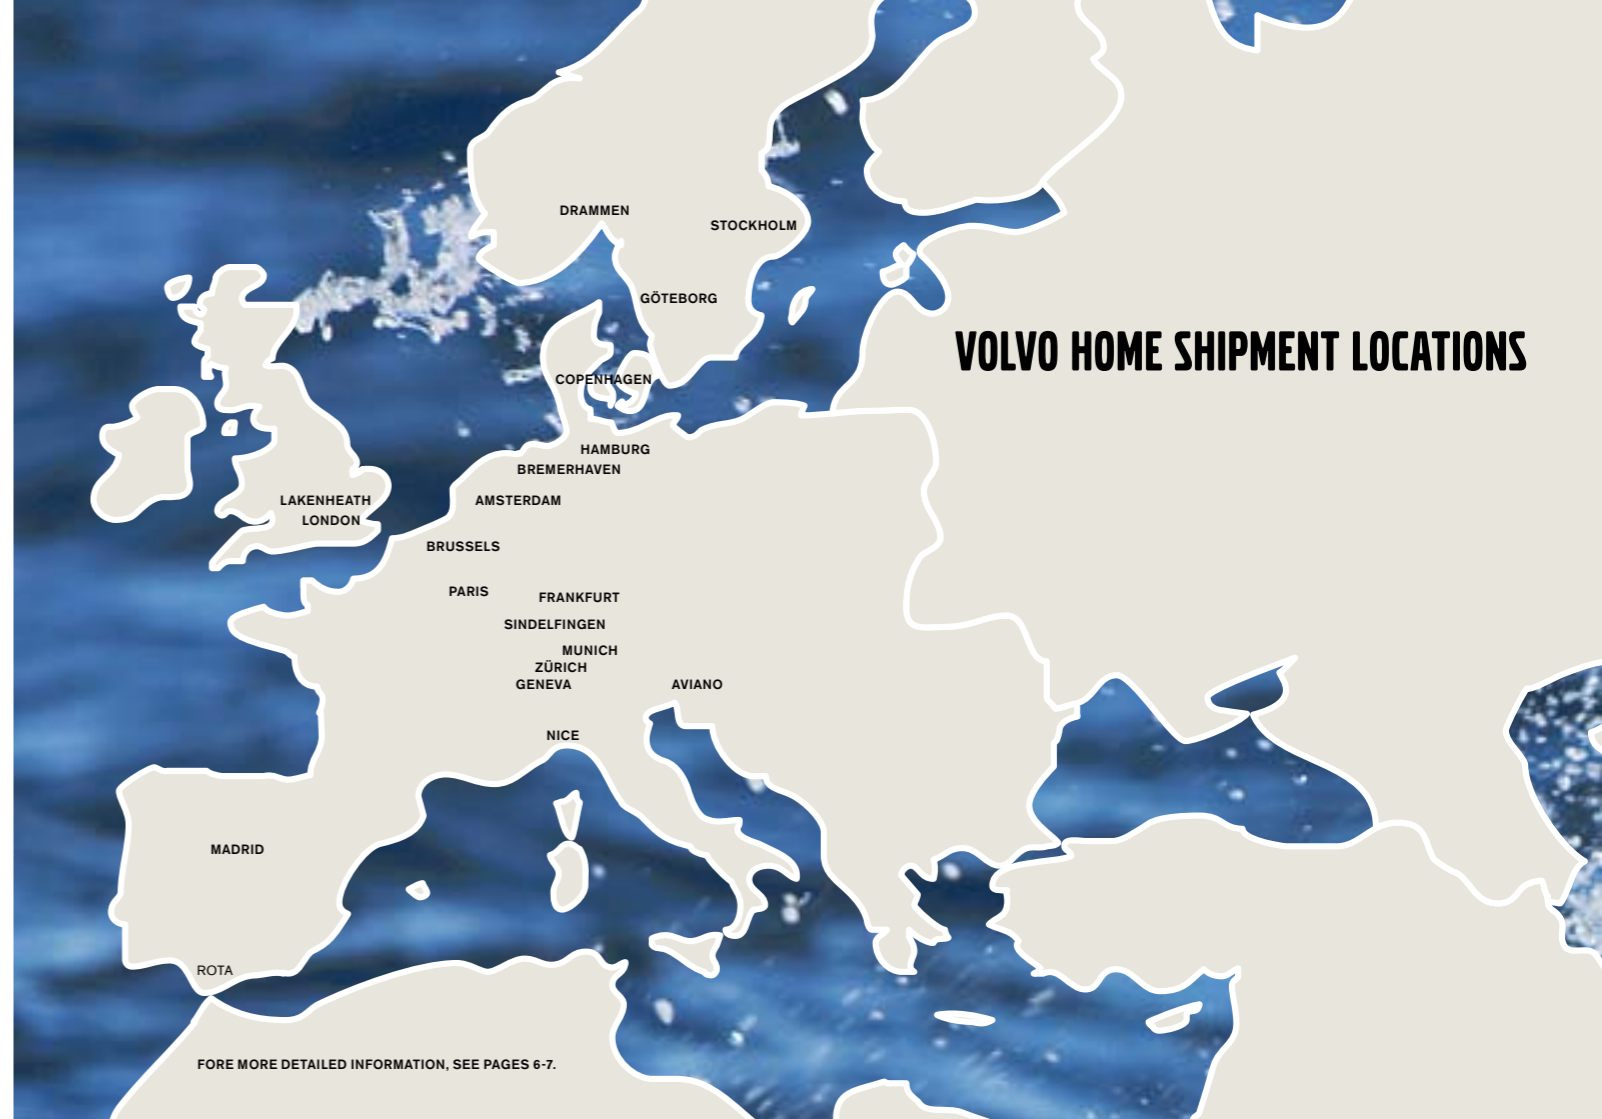 DRAMMEN
STOCKHOLM
GÖTEBORG
VOLVO HOME SHIPMENT LOCATIONS
COPENHAGEN
HAMBURG
BREMERHAVEN
LAKENHEATH
AMSTERDAM
LONDON
BRUSSELS
PARIS
FRANKFURT
SINDELFINGEN
MUNICH
ZÜRICH
GENEVA
AVIANO
NICE
MADRID
ROTA
FORE MORE DETAILED INFORMATION, SEE PAGES 6-7.